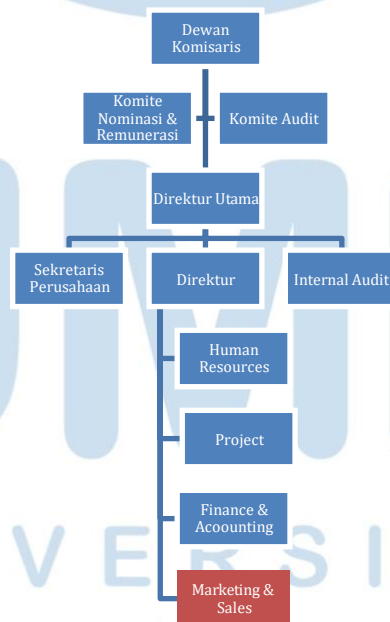 Dewan
Komisaris
Komite
Nominasi &
Remunerasi
Komite Audit
Direktur Utama
Sekretaris
Perusahaan
Direktur
Internal Audit
Human
Resources
Project
Finance &
Acoounting
Marketing &
Sales